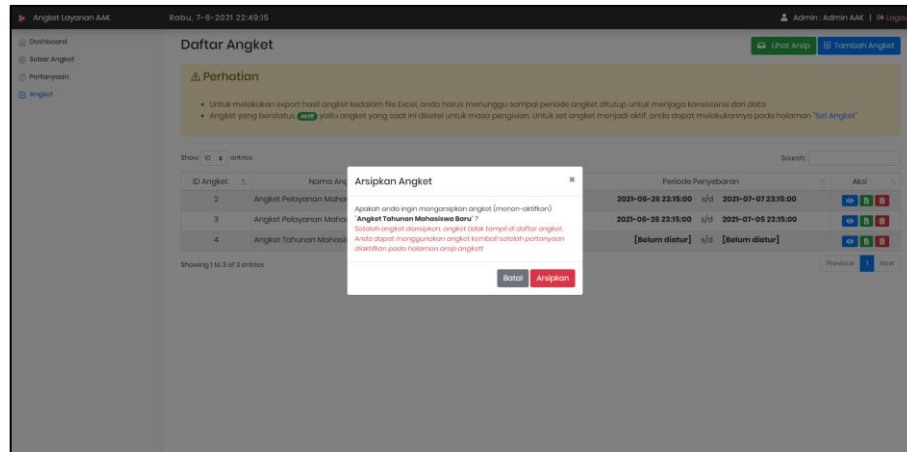 Angket Layanan AAK
Rabu, 7-6-2021 22:49:15
Admin : Admin AAK | Logou
Dashboard
Sebar Angket
Pertanyaan
Angket
Daftar Angket
Lihat Arsip
Tambah Angket
Perhatian
Untuk melakukan export hasil angket kedalam file Excel, anda harus menunggu sampai periode angket ditutup untuk menjaga konsistensi dari data
Angket yang berstatus AKTIF yaitu angket yang saat ini disetel untuk masa pengisian. Untuk set angket menjadi aktif, anda dapat melakukannya pada halaman "Set Angket"
Show 10 entries
Search:
ID Angket Nama Ang Periode Penyebaran Aksi
2 Angket Pelayanan Mahas 2021-06-26 23:15:00 s/d 2021-07-07 23:15:00
3 Angket Pelayanan Mahas 2021-06-26 23:15:00 s/d 2021-07-05 23:15:00
4 Angket Tahunan Mahasis [Belum diatur] s/d [Belum diatur]
Showing 1 to 3 of 3 entries
Previous 1 Next
Arsipkan Angket ×
Apakah anda ingin mengarsipkan angket (menon-aktifkan)
"Angket Tahunan Mahasiswa Baru" ?
Setelah angket diarsipkan, angket tidak tampil di daftar angket.
Anda dapat menggunakan angket kembali setelah pertanyaan
diaktifkan pada halaman arsip angket!
Batal Arsipkan